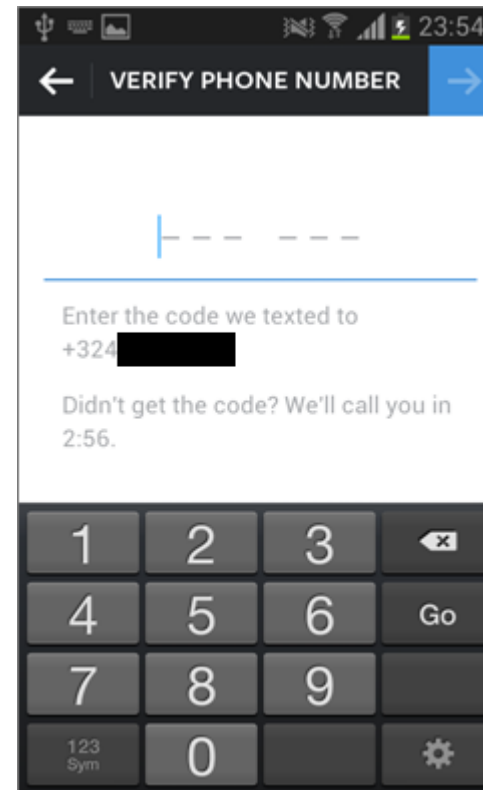 23:54
VERIFY PHONE NUMBER
--- ---
Enter the code we texted to
+324
Didn't get the code? We'll call you in
2:56.
1 2 3
4 5 6 Go
7 8 9
123
Sym
0